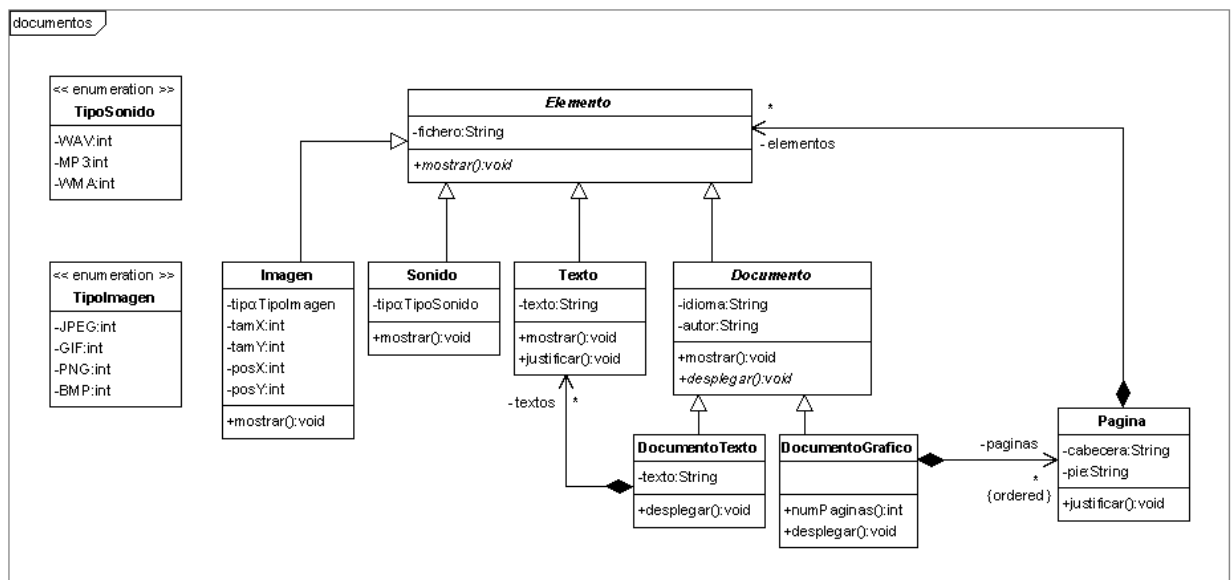 documentos
<< enumeration >>
TipoSonido
-WAV:int
-MP3:int
-WMA:int
<< enumeration >>
TipoImagen
-JPEG:int
-GIF:int
-PNG:int
-BMP:int
Elemento
-fichero:String
+mostrar():void
*
-elementos
Imagen
-tipo:TipoImagen
-tamX:int
-tamY:int
-posX:int
-posY:int
+mostrar():void
Sonido
-tipo:TipoSonido
+mostrar():void
Texto
-texto:String
+mostrar():void
+justificar():void
Documento
-idioma:String
-autor:String
+mostrar():void
+desplegar():void
-textos
*
DocumentoTexto
-texto:String
+desplegar():void
DocumentoGrafico
+numPaginas():int
+desplegar():void
-paginas
*
{ordered}
Pagina
-cabecera:String
-pie:String
+justificar():void